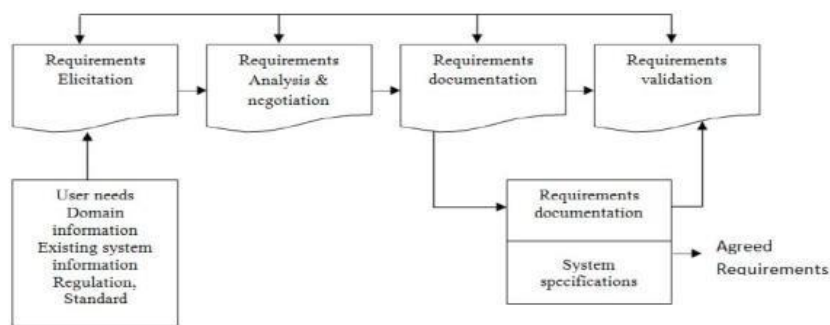 Requirements
Elicitation
Requirements
Analysis &
negotiation
Requirements
documentation
Requirements
validation
User needs
Domain
information
Existing system
information
Regulation,
Standard
Requirements
documentation
System
specifications
Agreed
Requirements